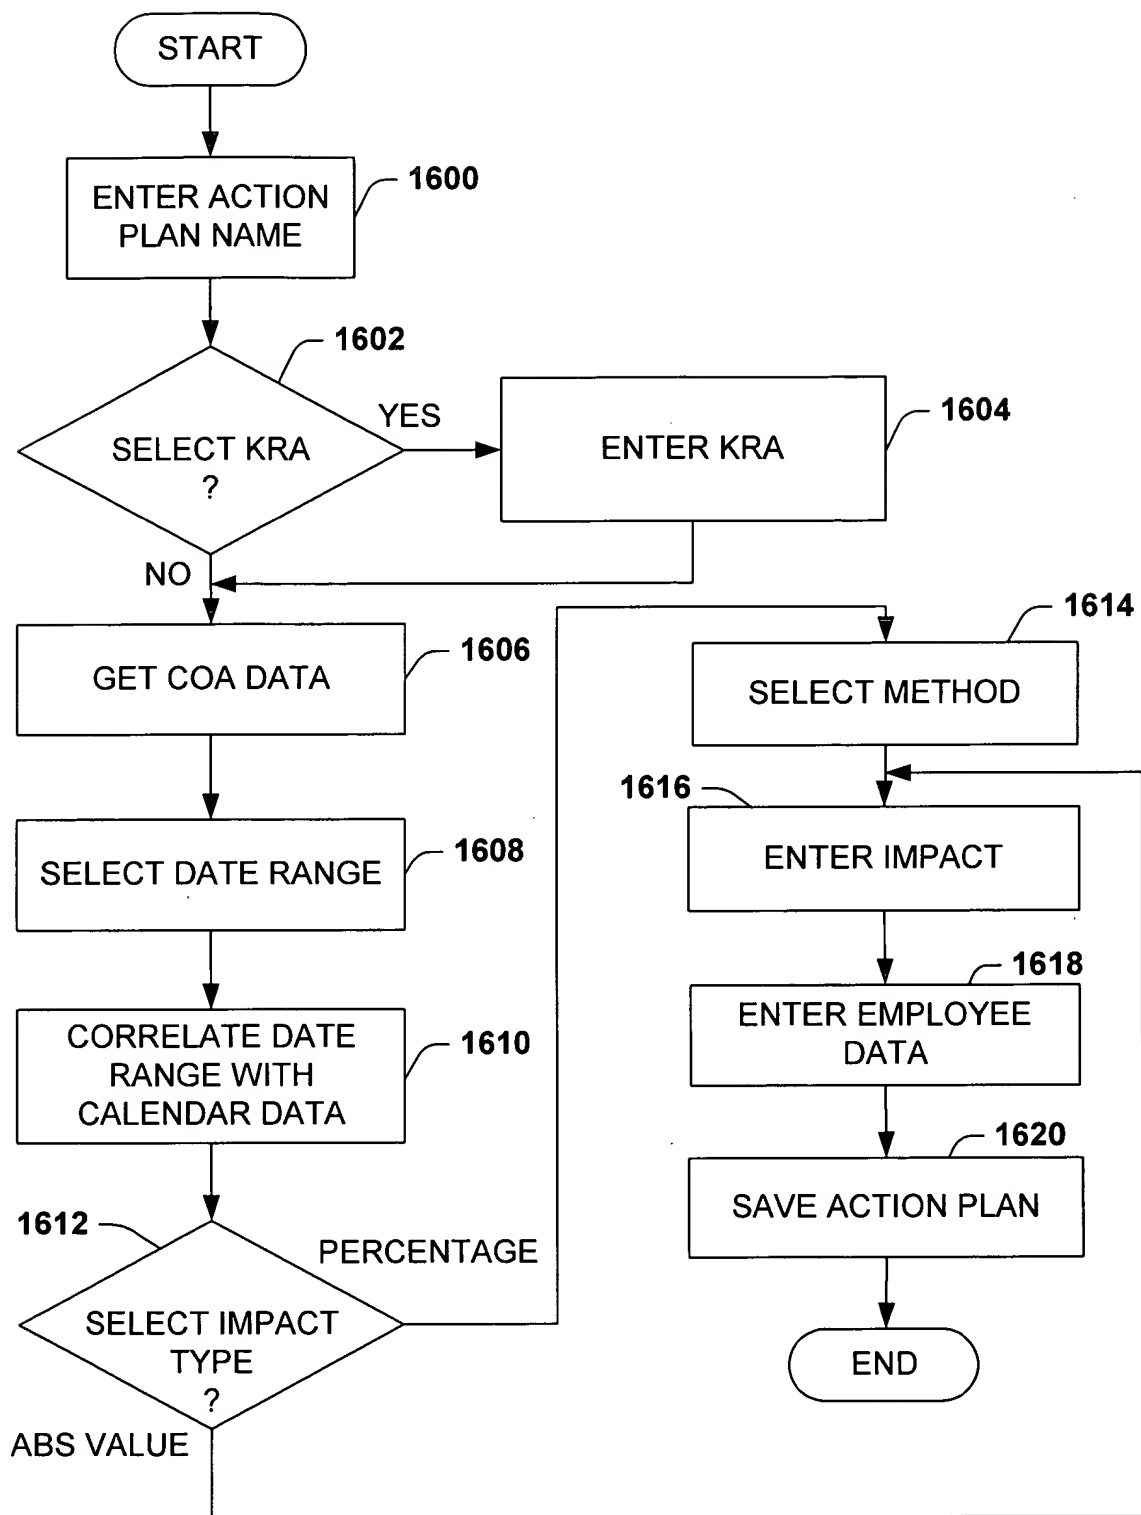 START
ENTER ACTION
PLAN NAME
1600
1602
SELECT KRA
?
YES
NO
ENTER KRA
1604
GET COA DATA
1606
SELECT DATE RANGE
1608
CORRELATE DATE
RANGE WITH
CALENDAR DATA
1610
1612
SELECT IMPACT
TYPE
?
PERCENTAGE
ABS VALUE
1614
SELECT METHOD
1616
ENTER IMPACT
1618
ENTER EMPLOYEE
DATA
1620
SAVE ACTION PLAN
END